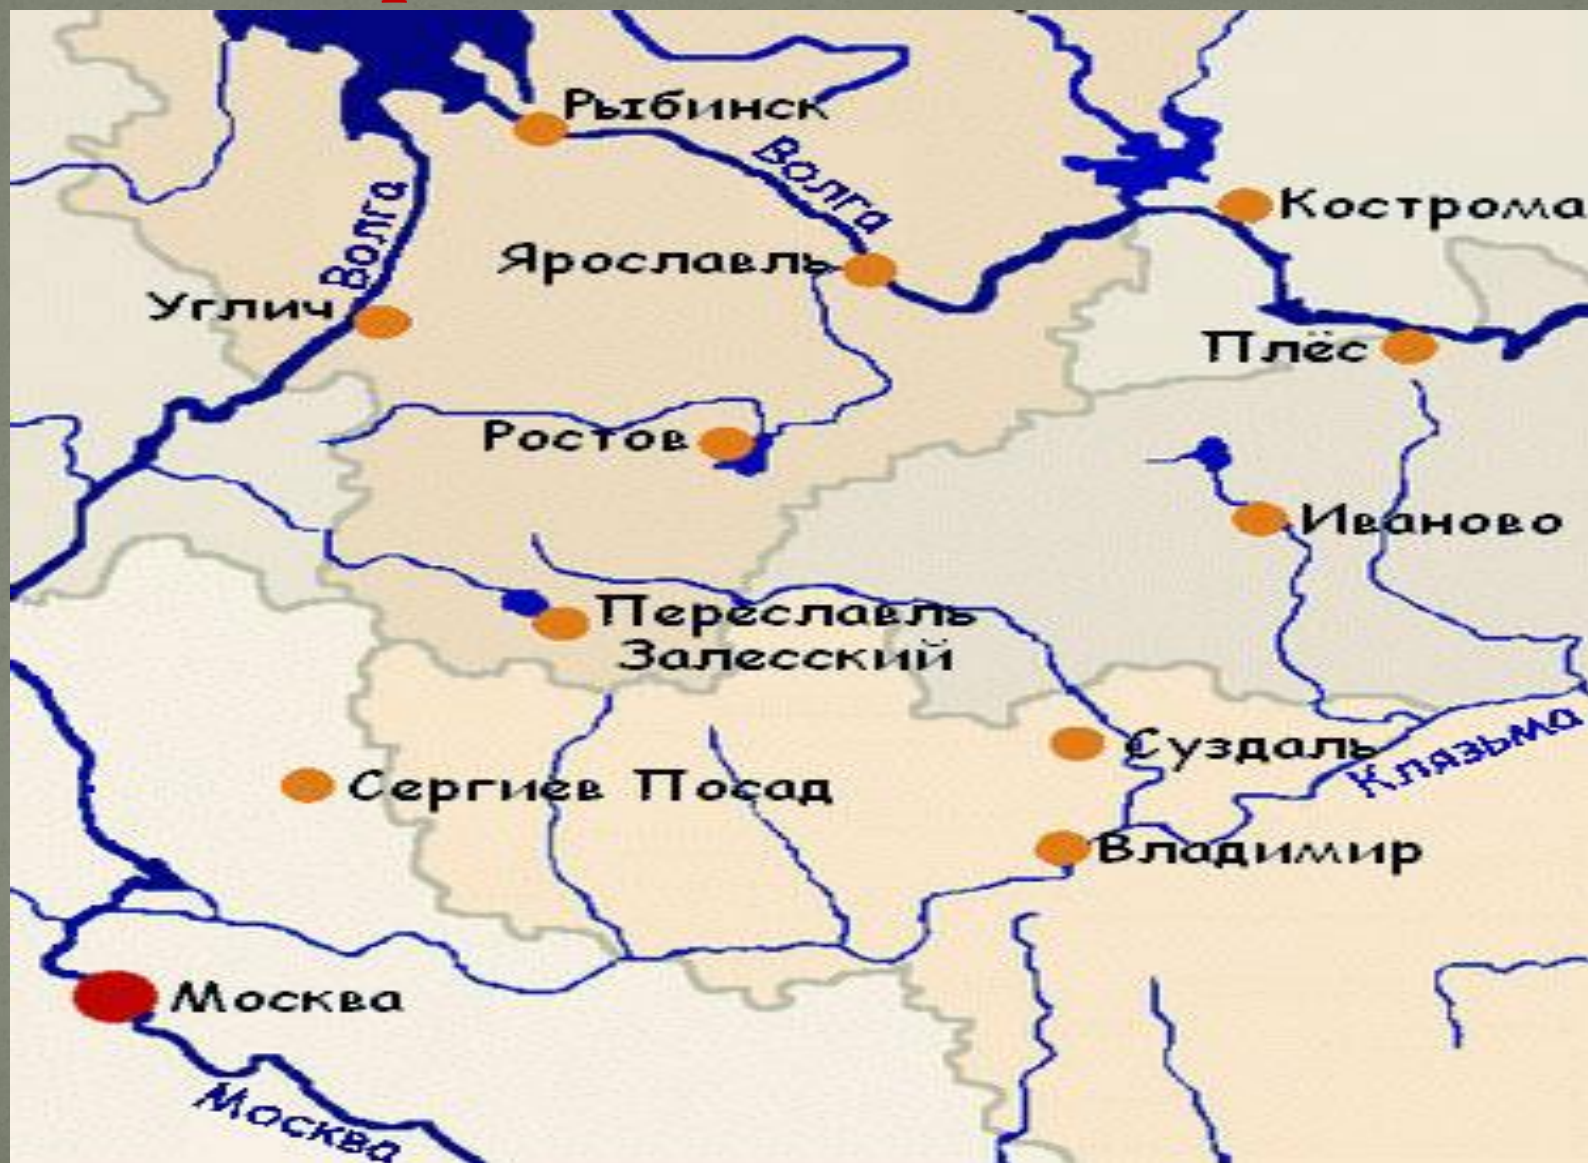 Рыбинск
Волга
Волга
Кострома
Ярославль
Углич
Плёс
Ростов
Иваново
Переславль
Залесский
Суздаль
Клязьма
Сергиев Посад
Владимир
Москва
Москва